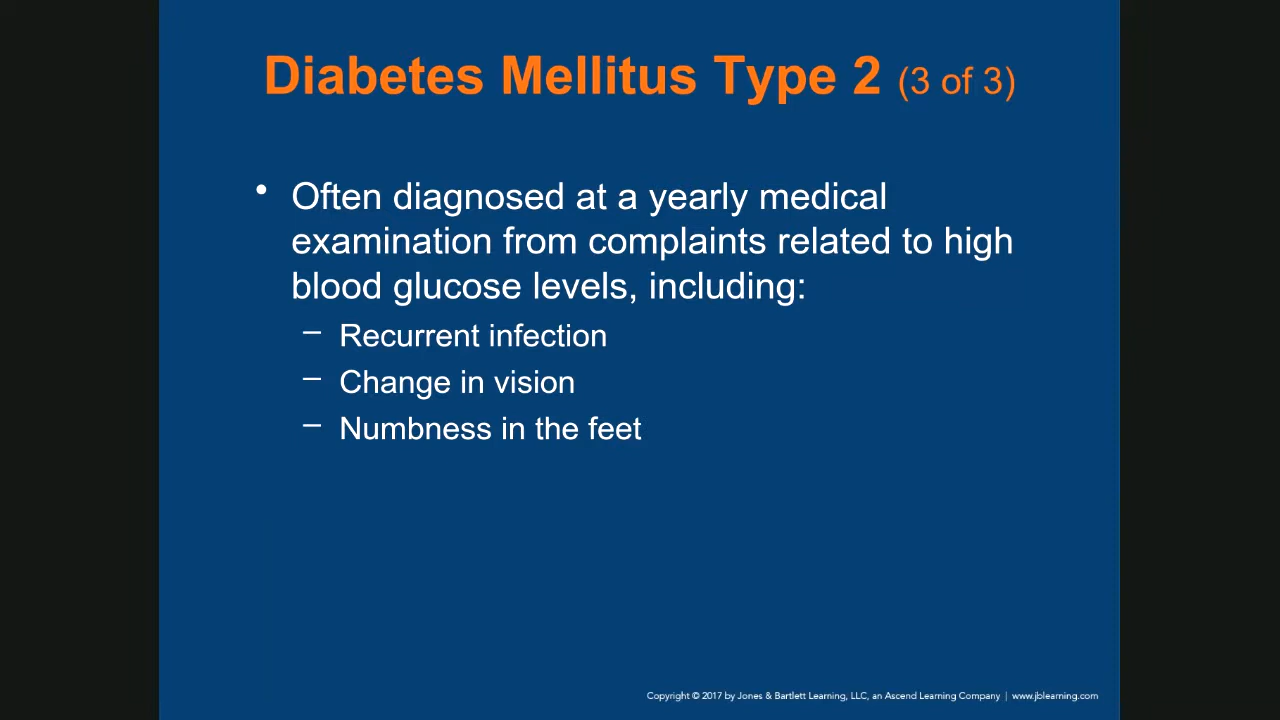 Diabetes Mellitus Type 2 (3 of 3)
• Often diagnosed at a yearly medical
examination from complaints related to high
blood glucose levels, including:
– Recurrent infection
– Change in vision
– Numbness in the feet
Copyright © 2017 by Jones & Bartlett Learning, LLC, an Ascend Learning Company | www.jblearning.com